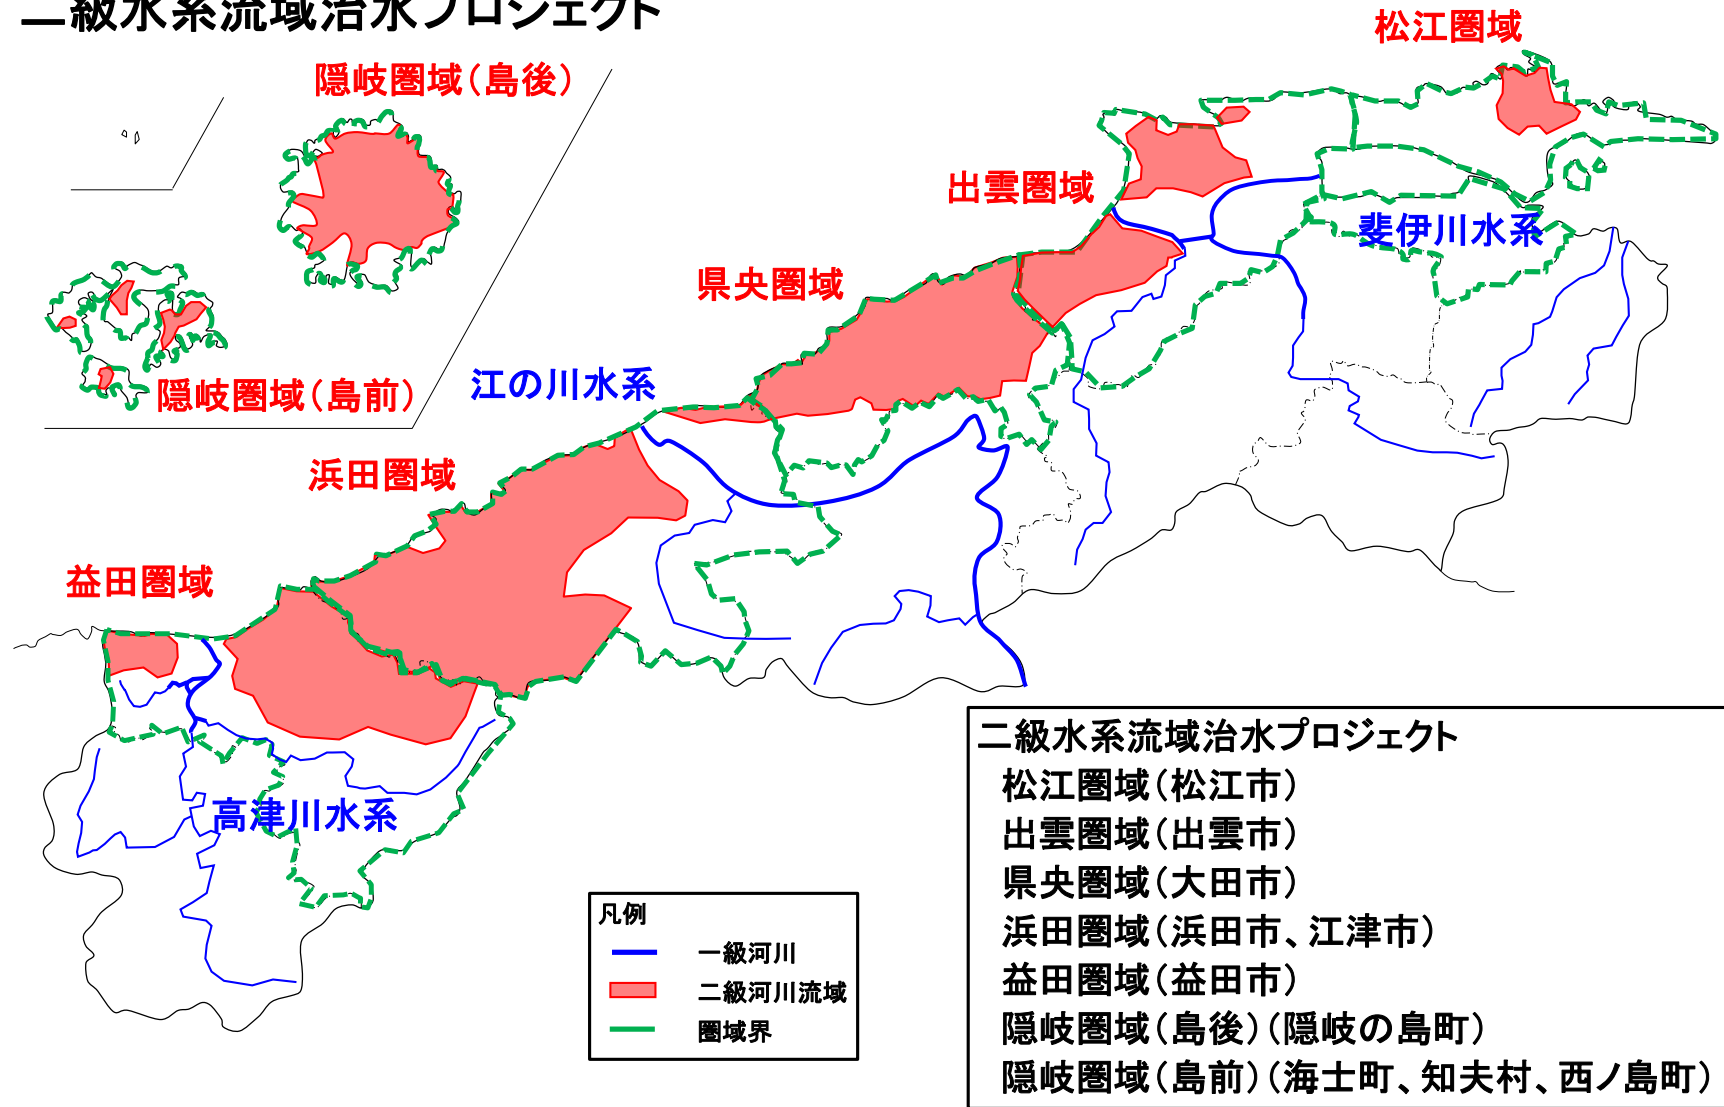 二級水系流域治水プロジェクト
松江圏域
隠岐圏域（島後）
出雲圏域
斐伊川水系
県央圏域
隠岐圏域（島前）
江の川水系
浜田圏域
益田圏域
高津川水系
凡例
一級河川
二級河川流域
圏域界
二級水系流域治水プロジェクト
松江圏域（松江市）
出雲圏域（出雲市）
県央圏域（大田市）
浜田圏域（浜田市、江津市）
益田圏域（益田市）
隠岐圏域（島後）（隠岐の島町）
隠岐圏域（島前）（海士町、知夫村、西ノ島町）